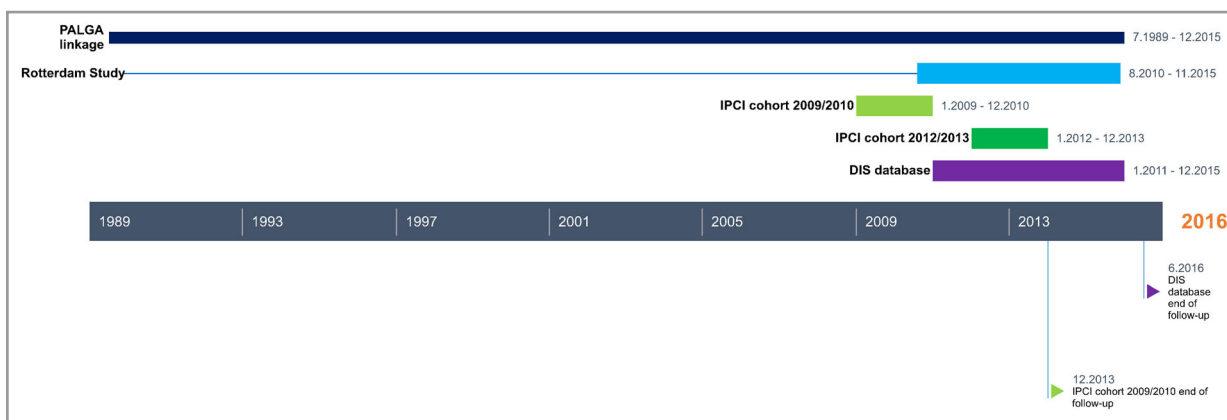 PALGA
linkage
7.1989 - 12.2015
Rotterdam Study
8.2010 - 11.2015
IPCI cohort 2009/2010
1.2009 - 12.2010
IPCI cohort 2012/2013
1.2012 - 12.2013
DIS database
1.2011 - 12.2015
1989 1993 1997 2001 2005 2009 2013 2016
6.2016
DIS
database
end of
follow-up
12.2013
IPCI cohort 2009/2010 end of
follow-up